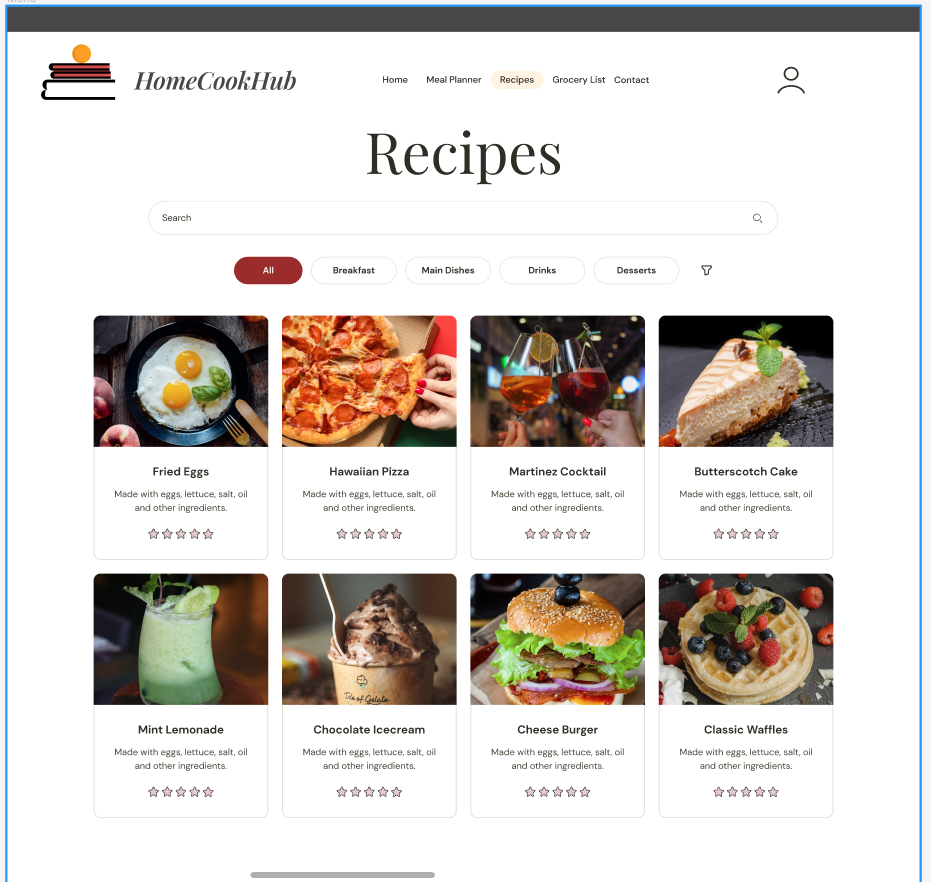 Menu
HomeCookHub
Home Meal Planner Recipes Grocery List Contact
Recipes
Search
All Breakfast Main Dishes Drinks Desserts
Fried Eggs
Made with eggs, lettuce, salt, oil
and other ingredients.
Hawaiian Pizza
Made with eggs, lettuce, salt, oil
and other ingredients.
Martinez Cocktail
Made with eggs, lettuce, salt, oil
and other ingredients.
Butterscotch Cake
Made with eggs, lettuce, salt, oil
and other ingredients.
Mint Lemonade
Made with eggs, lettuce, salt, oil
and other ingredients.
Isle of Gelato
Chocolate Icecream
Made with eggs, lettuce, salt, oil
and other ingredients.
Cheese Burger
Made with eggs, lettuce, salt, oil
and other ingredients.
Classic Waffles
Made with eggs, lettuce, salt, oil
and other ingredients.